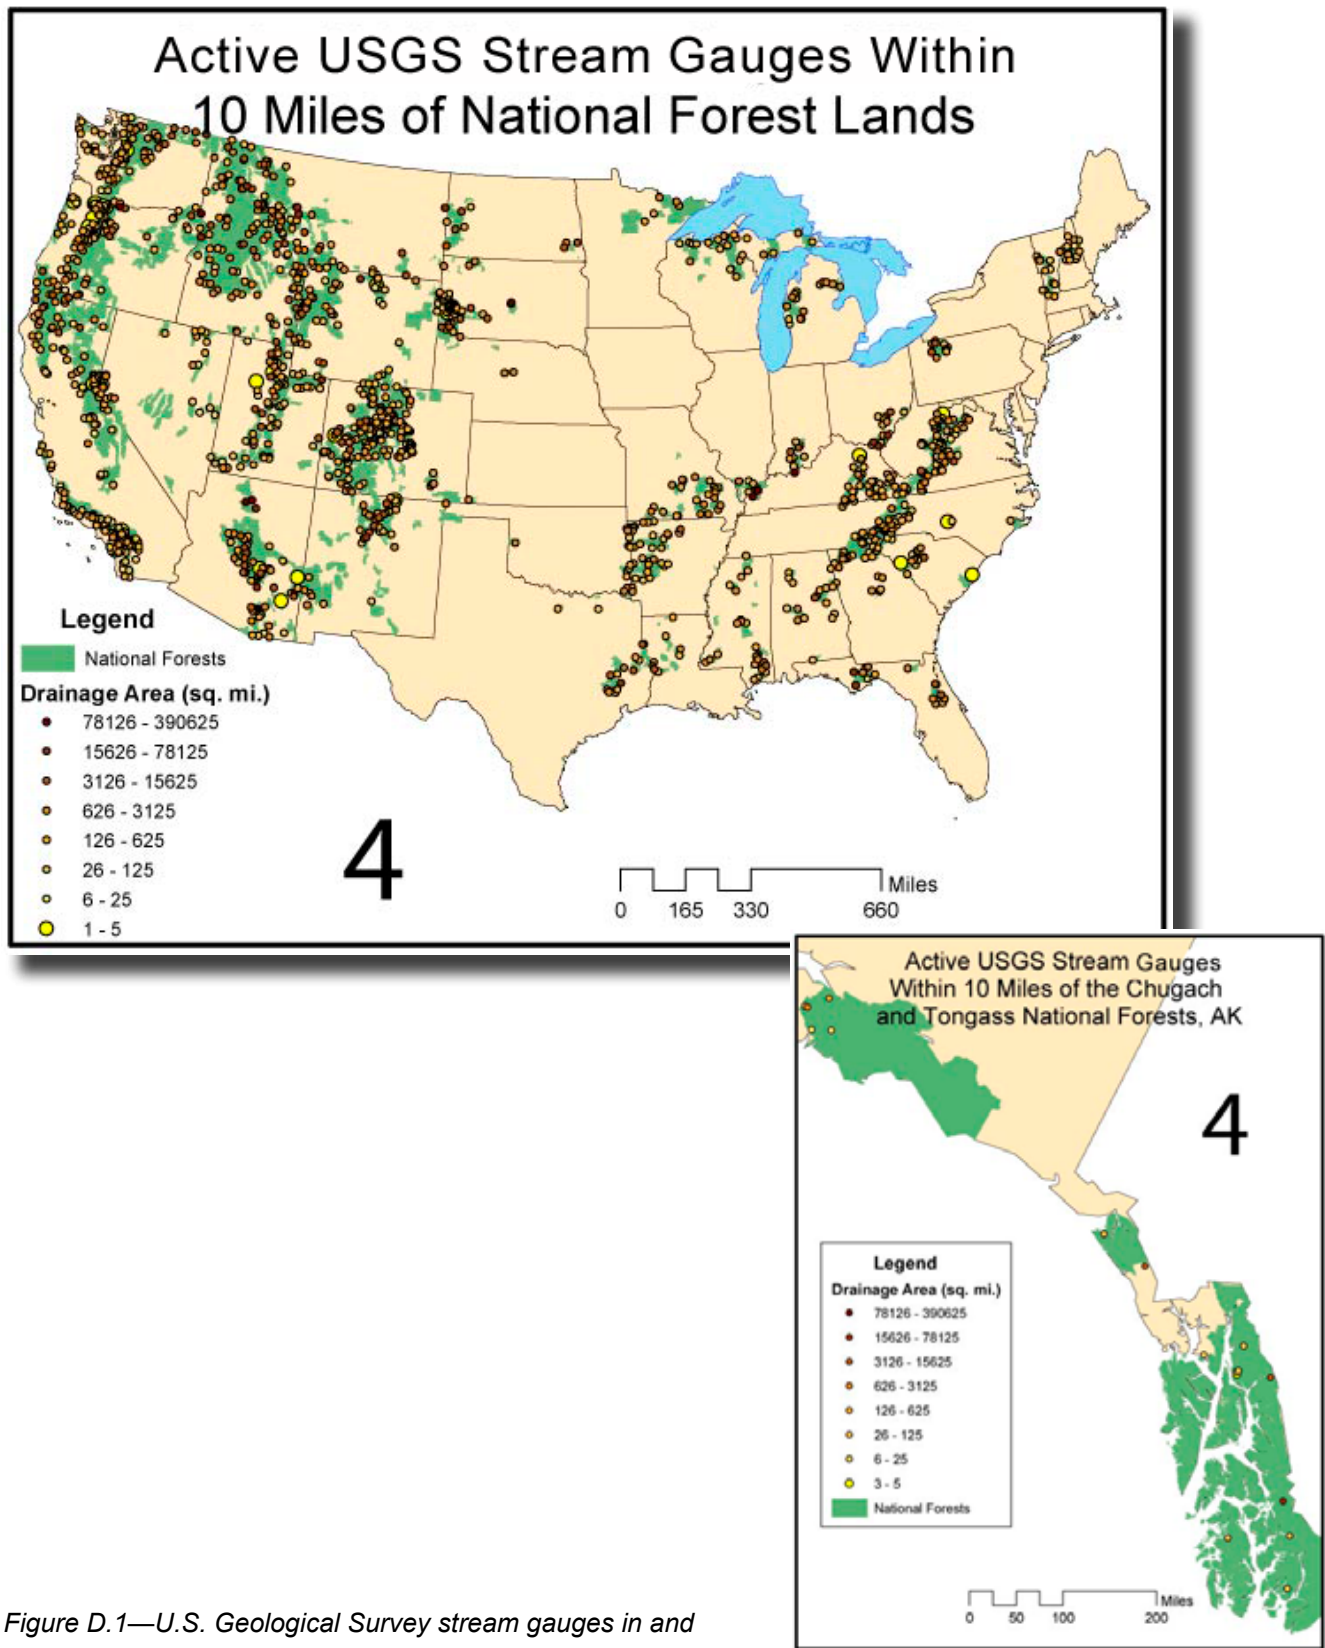 Active USGS Stream Gauges Within
10 Miles of National Forest Lands
Legend
National Forests
Drainage Area (sq. mi.)
78126 - 390625
15626 - 78125
3126 - 15625
626 - 3125
126 - 625
26 - 125
6 - 25
1 - 5
4
Miles
0 165 330 660
Active USGS Stream Gauges
Within 10 Miles of the Chugach
and Tongass National Forests, AK
4
Legend
Drainage Area (sq. mi.)
78126 - 390625
15626 - 78125
3126 - 15625
626 - 3125
126 - 625
26 - 125
6 - 25
3 - 5
National Forests
Miles
0 50 100 200
Figure D.1—U.S. Geological Survey stream gauges in and